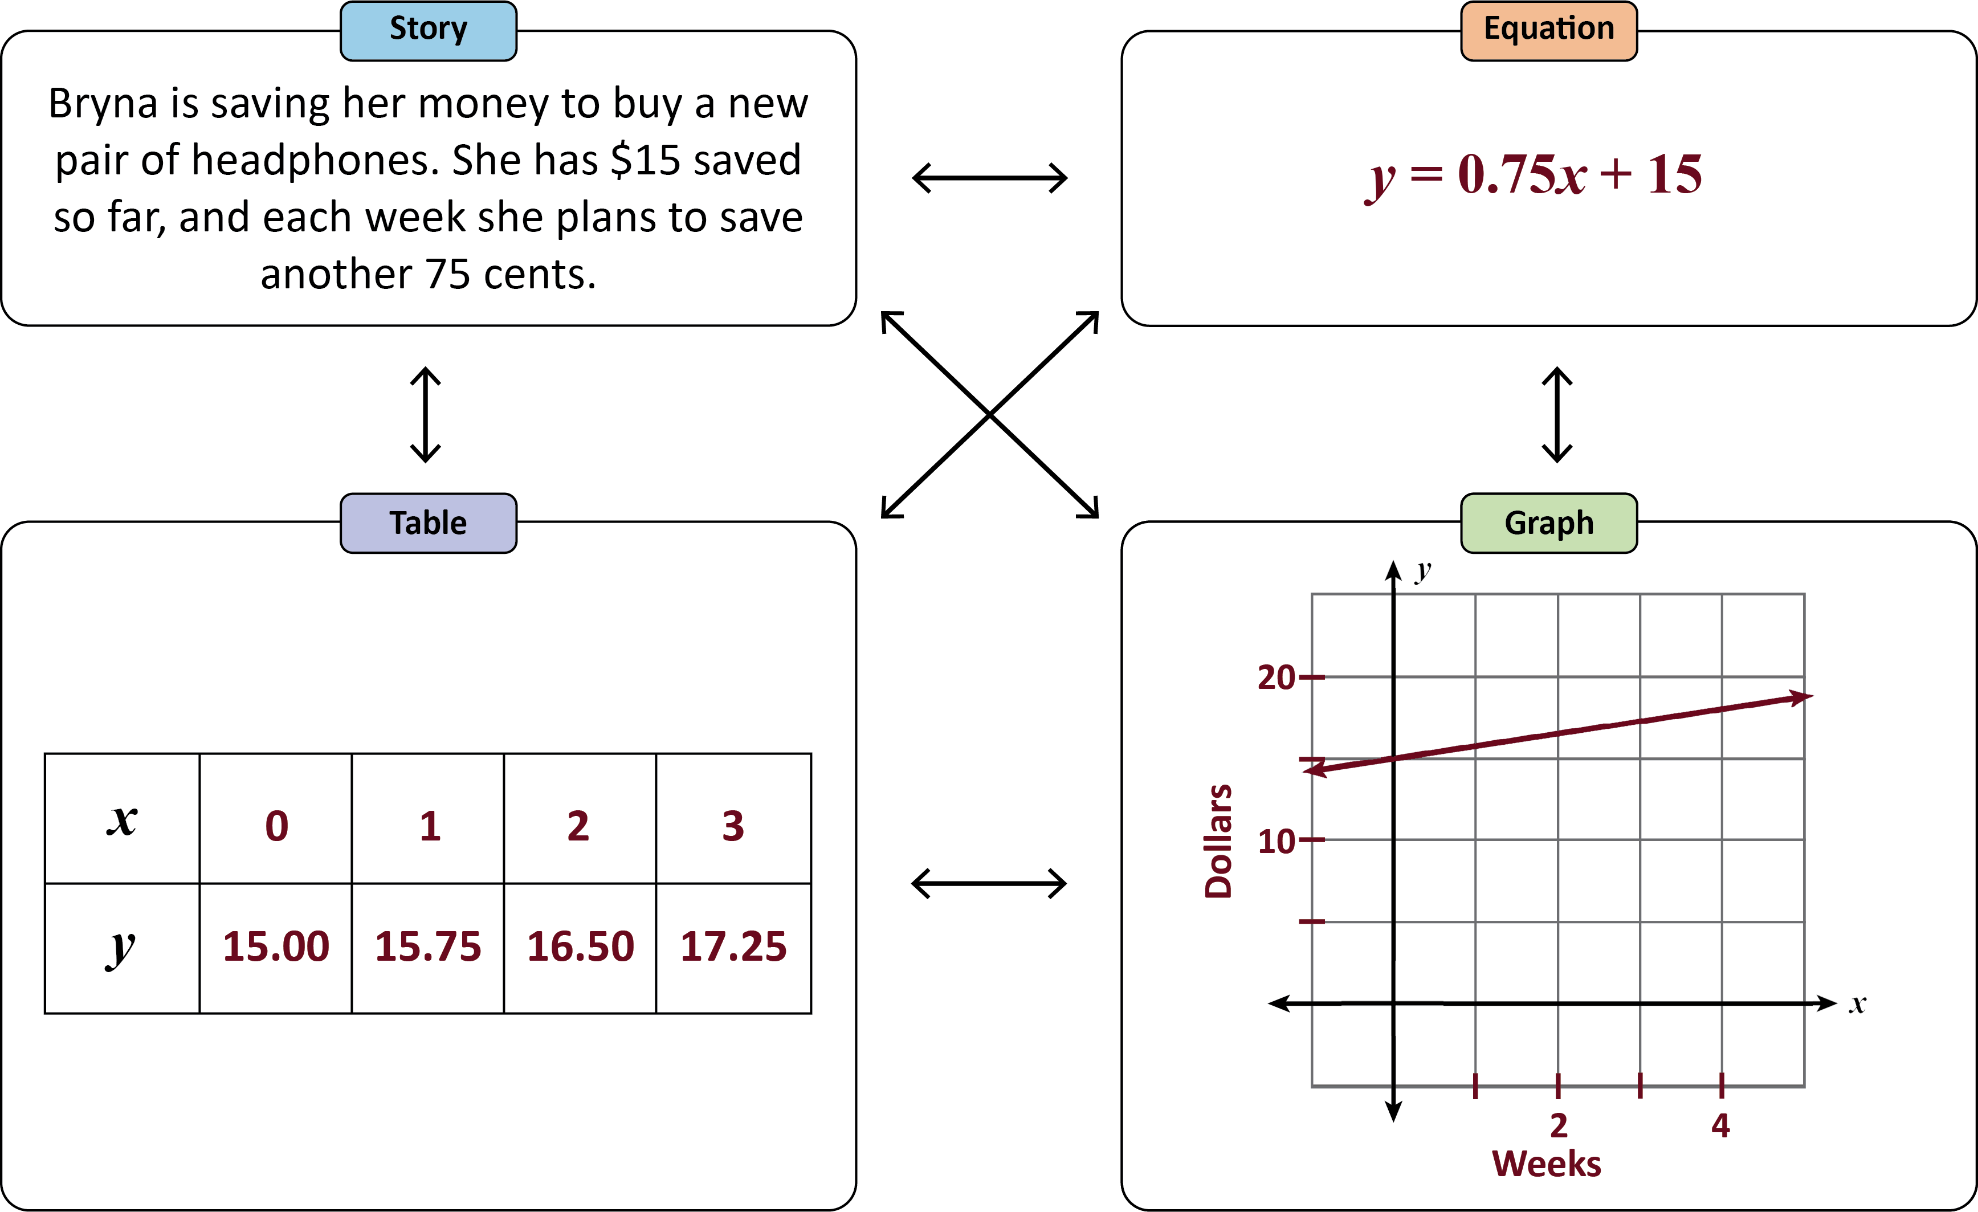 Story
Bryna is saving her money to buy a new
pair of headphones. She has $15 saved
so far, and each week she plans to save
another 75 cents.
Equation
y = 0.75x + 15
Table
x 0 1 2 3
y 15.00 15.75 16.50 17.25
Graph
y
20
10
Dollars
x
2 4
Weeks